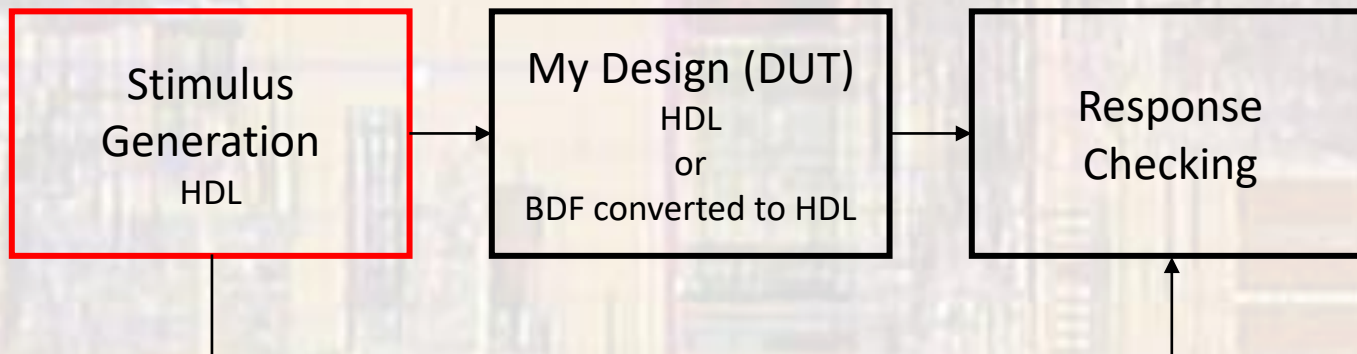 Stimulus
Generation
HDL
My Design (DUT)
HDL
or
BDF converted to HDL
Response
Checking